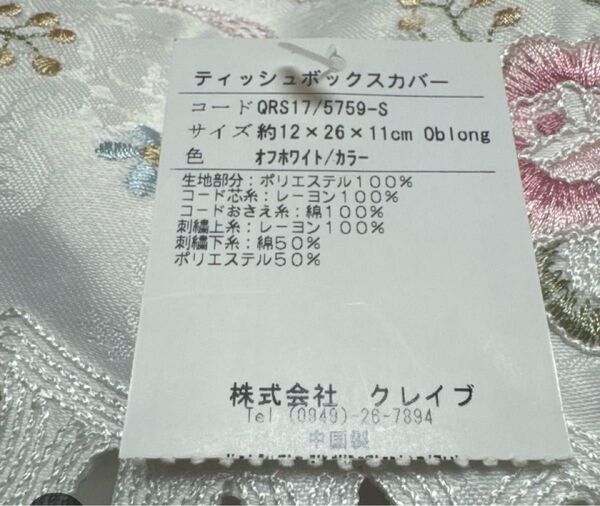 ティッシュボックスカバー
コード QRS17/5759-S
サイズ 約12×26×11cm Oblong
色 オフホワイト/カラー
生地部分：ポリエステル100%
コード芯糸：レーヨン100%
コードおさえ糸：綿100%
刺繍上糸：レーヨン100%
刺繍下糸：綿50%
ポリエステル50%
株式会社 クレイブ
Tel (0949)-26-7894
中国製